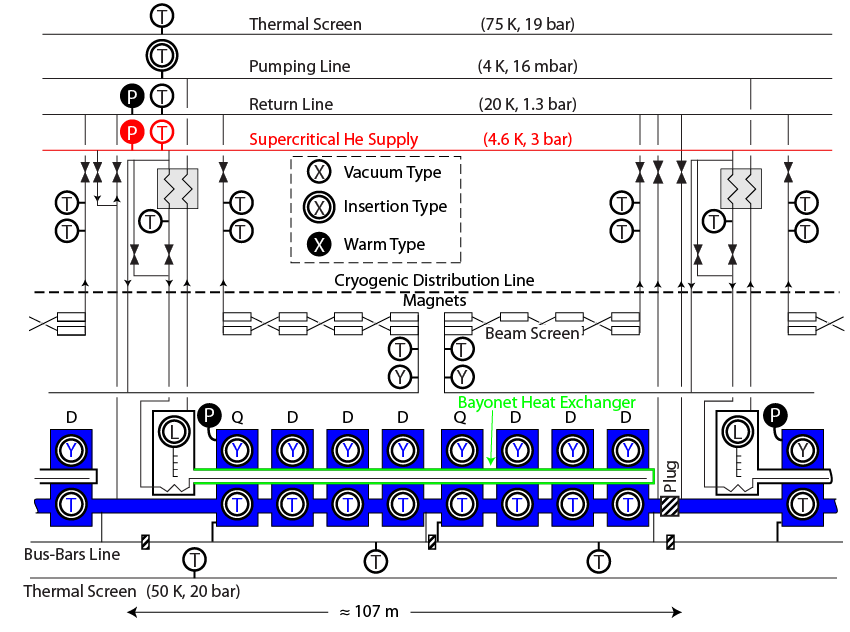 T
Thermal Screen (75 K, 19 bar)
T
Pumping Line (4 K, 16 mbar)
P T
Return Line (20 K, 1.3 bar)
P T
Supercritical He Supply (4.6 K, 3 bar)
X Vacuum Type
T T T T
X Insertion Type
T T
T T T T
X Warm Type
Cryogenic Distribution Line
Magnets
Beam Screen
T T
Y Y
Bayonet Heat Exchanger
D P Q D D D Q D D D P
L L
Y Y Y Y Y Y Y Y Y Y
Plug
T T T T T T T T T T
Bus-Bars Line
T T T
Thermal Screen (50 K, 20 bar)
≈ 107 m